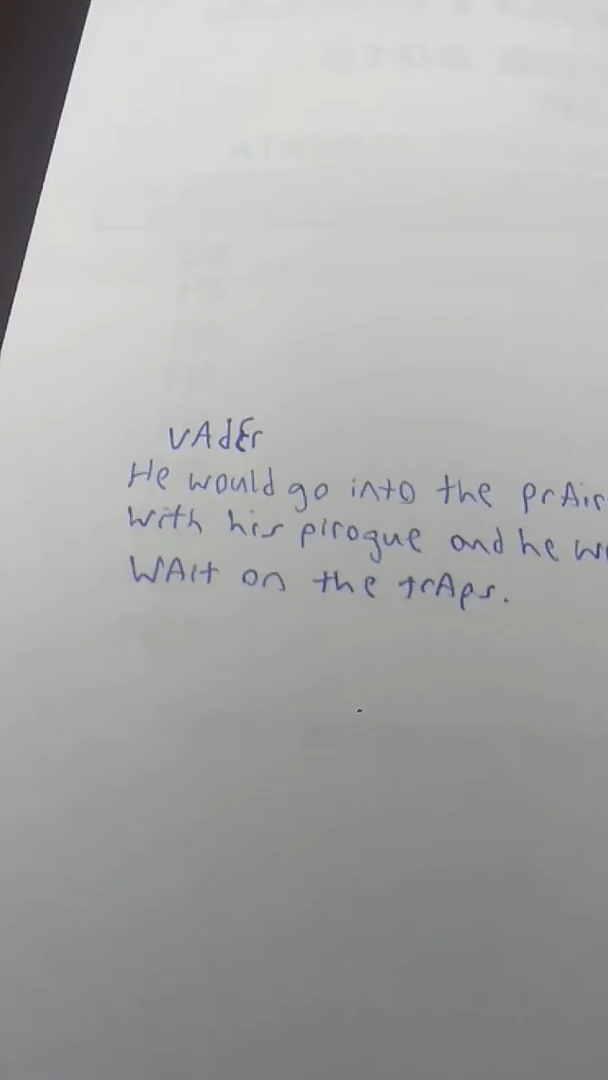 VAdEr
He would go into the prAir
with his pirogue and he w
WAit on the trAps.